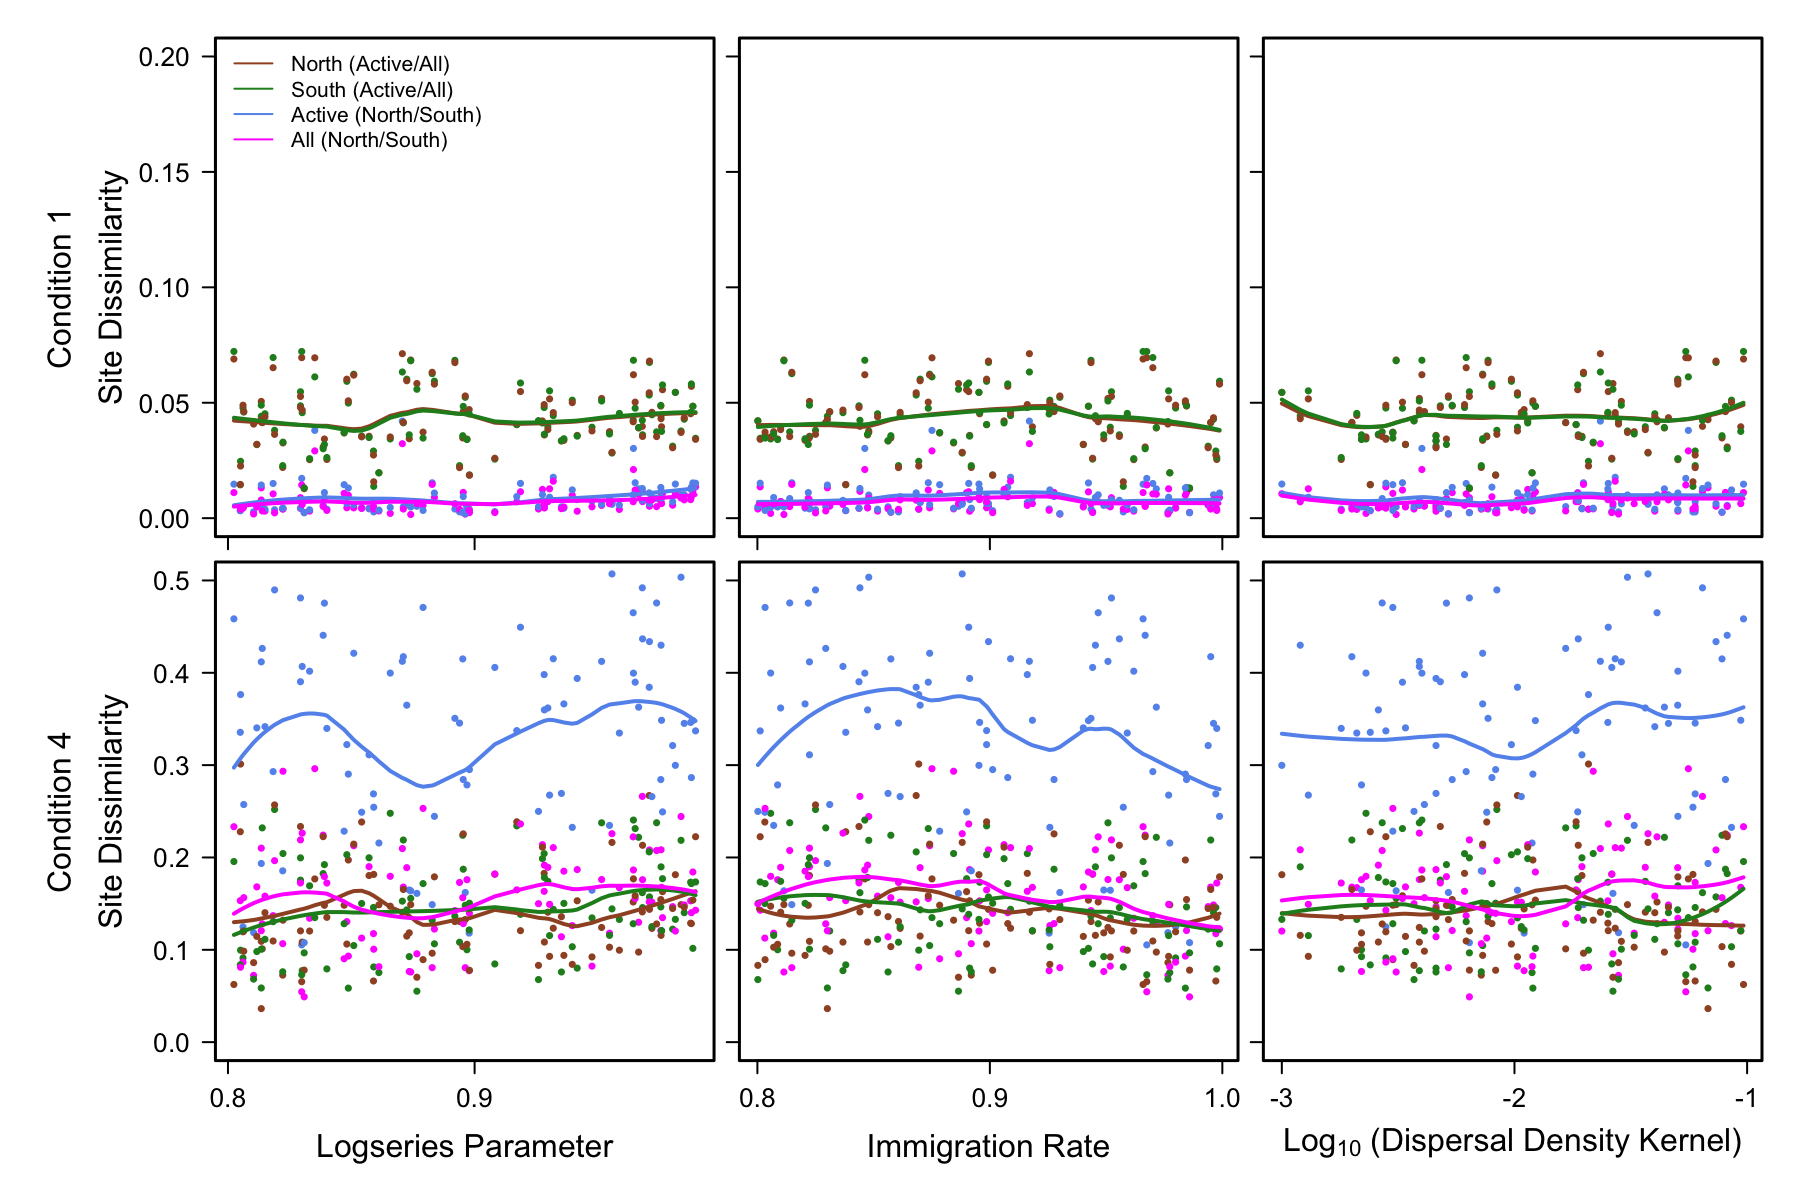 Condition 1
Site Dissimilarity
0.20
0.15
0.10
0.05
0.00
North (Active/All)
South (Active/All)
Active (North/South)
All (North/South)
Condition 4
Site Dissimilarity
0.5
0.4
0.3
0.2
0.1
0.0
0.8 0.9
0.8 0.9 1.0
-3 -2 -1
Logseries Parameter
Immigration Rate
Log₁₀ (Dispersal Density Kernel)